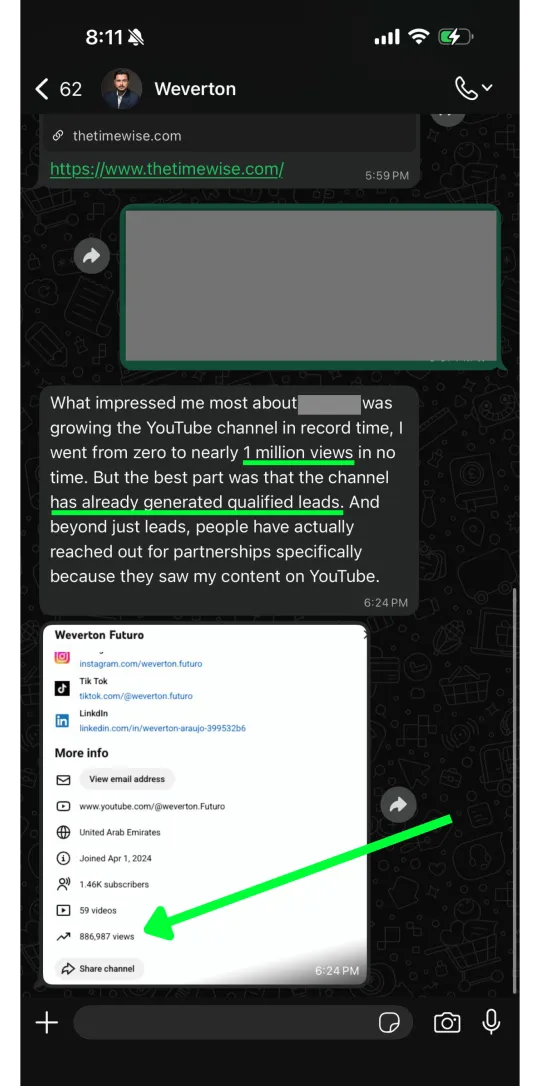 8:11
62
Weverton
thetimewise.com
https://www.thetimewise.com/
5:59 PM
What impressed me most about was
growing the YouTube channel in record time, I
went from zero to nearly 1 million views in no
time. But the best part was that the channel
has already generated qualified leads. And
beyond just leads, people have actually
reached out for partnerships specifically
because they saw my content on YouTube.
6:24 PM
Weverton Futuro
instagram.com/weverton.futuro
Tik Tok
tiktok.com/@weverton.futuro
LinkdIn
linkedin.com/in/weverton-araujo-399532b6
More info
View email address
www.youtube.com/@weverton.Futuro
United Arab Emirates
Joined Apr 1, 2024
1.46K subscribers
59 videos
886,987 views
Share channel
6:24 PM